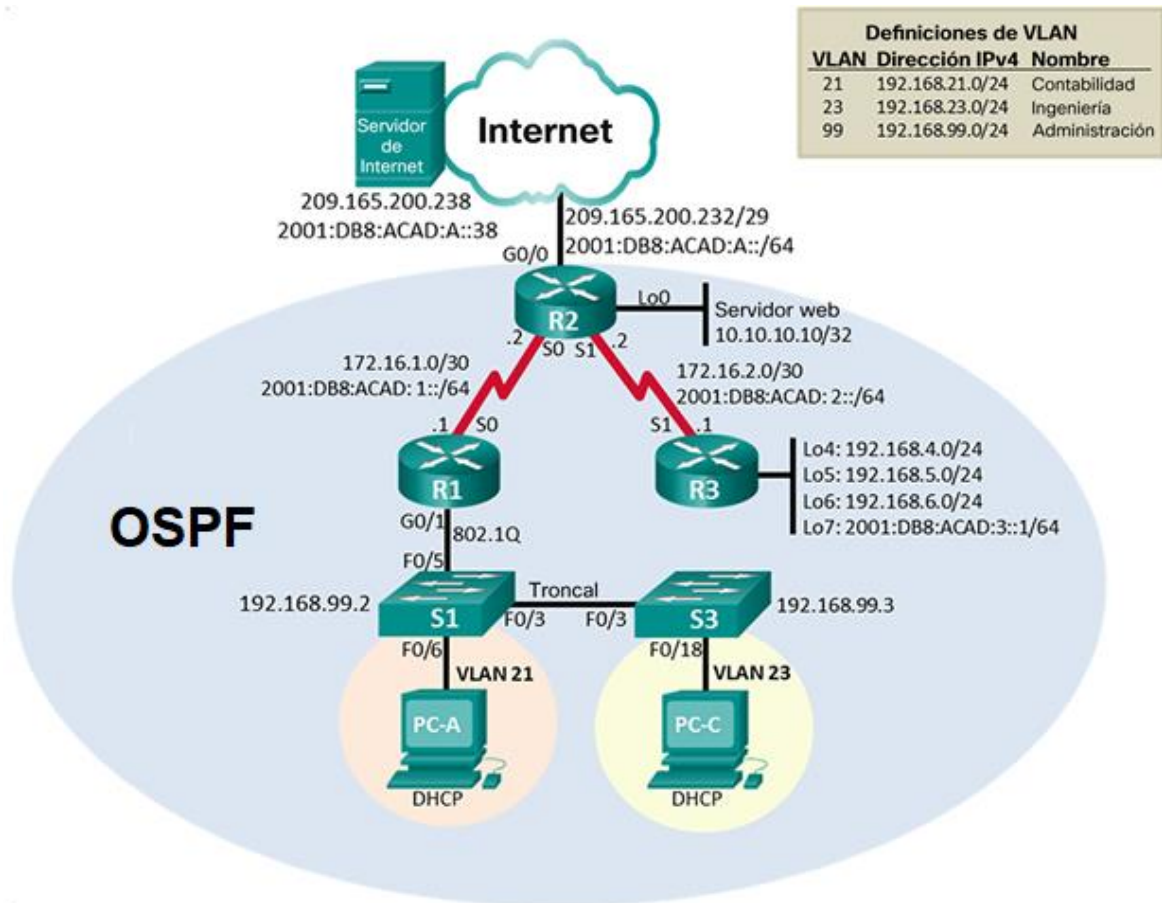 Definiciones de VLAN
VLAN Dirección IPv4 Nombre
21 192.168.21.0/24 Contabilidad
23 192.168.23.0/24 Ingeniería
99 192.168.99.0/24 Administración
Servidor
de
Internet
Internet
209.165.200.238
2001:DB8:ACAD:A::38
209.165.200.232/29
2001:DB8:ACAD:A::/64
G0/0
R2
Lo0
Servidor web
10.10.10.10/32
.2
S0
S1
.2
172.16.1.0/30
2001:DB8:ACAD: 1::/64
172.16.2.0/30
2001:DB8:ACAD: 2::/64
.1
S0
S1
.1
R1
R3
Lo4: 192.168.4.0/24
Lo5: 192.168.5.0/24
Lo6: 192.168.6.0/24
Lo7: 2001:DB8:ACAD:3::1/64
OSPF
G0/1
802.1Q
F0/5
Troncal
192.168.99.2
S1
F0/3
F0/3
S3
192.168.99.3
F0/6
F0/18
VLAN 21
VLAN 23
PC-A
PC-C
DHCP
DHCP